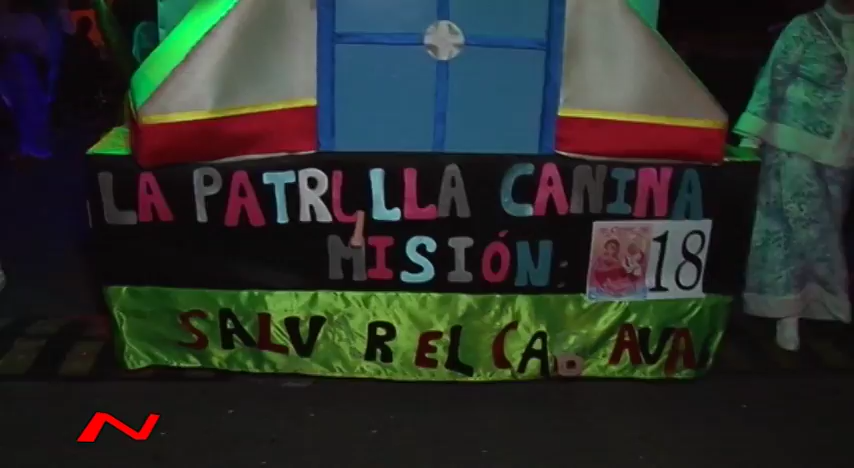 LA PATRULLA CANINA
MISIÓN:
18
SALV R EL CA AVA